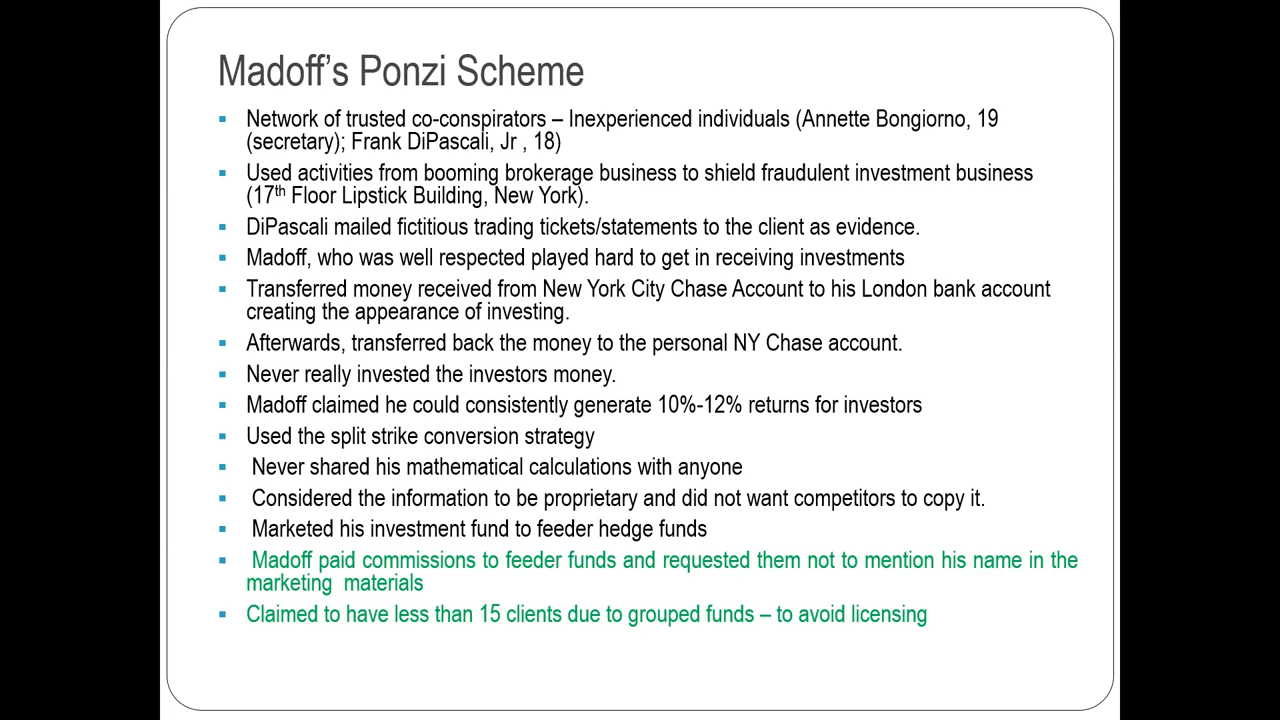 Madoff’s Ponzi Scheme
▪ Network of trusted co-conspirators – Inexperienced individuals (Annette Bongiorno, 19
(secretary); Frank DiPascali, Jr , 18)
▪ Used activities from booming brokerage business to shield fraudulent investment business
(17th Floor Lipstick Building, New York).
▪ DiPascali mailed fictitious trading tickets/statements to the client as evidence.
▪ Madoff, who was well respected played hard to get in receiving investments
▪ Transferred money received from New York City Chase Account to his London bank account
creating the appearance of investing.
▪ Afterwards, transferred back the money to the personal NY Chase account.
▪ Never really invested the investors money.
▪ Madoff claimed he could consistently generate 10%-12% returns for investors
▪ Used the split strike conversion strategy
▪ Never shared his mathematical calculations with anyone
▪ Considered the information to be proprietary and did not want competitors to copy it.
▪ Marketed his investment fund to feeder hedge funds
▪ Madoff paid commissions to feeder funds and requested them not to mention his name in the
marketing materials
▪ Claimed to have less than 15 clients due to grouped funds – to avoid licensing